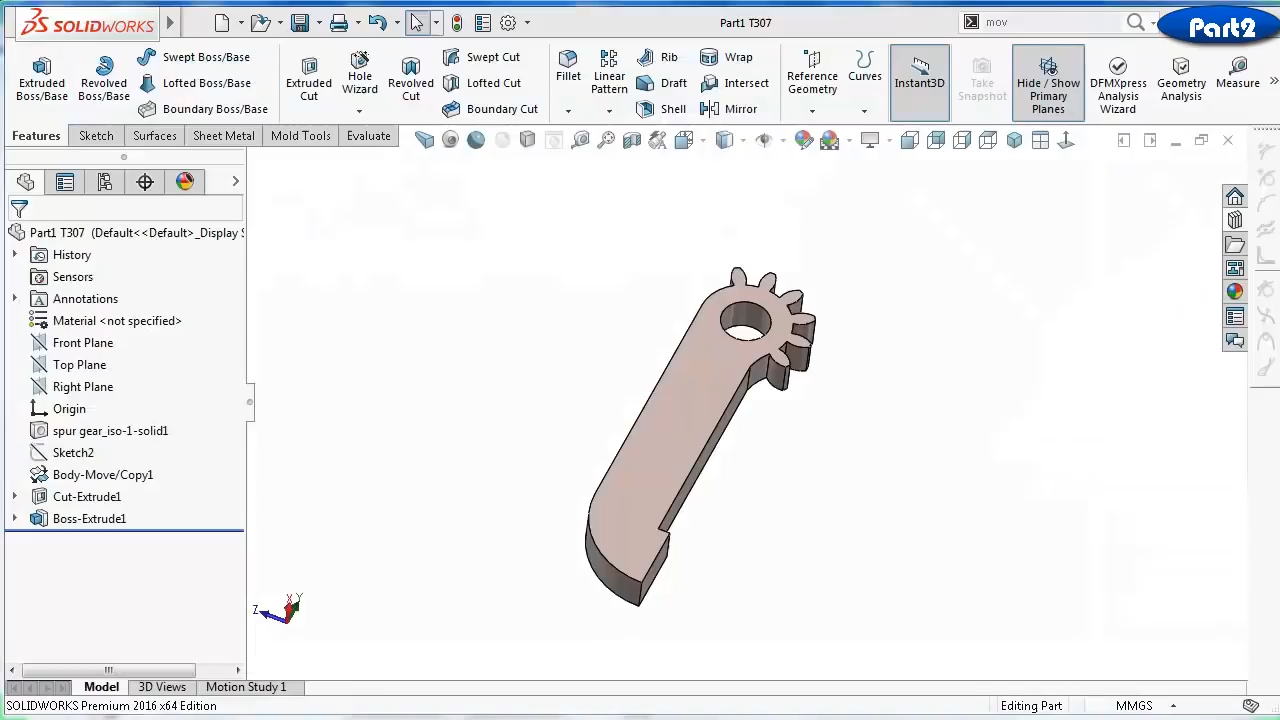 SOLIDWORKS
Part1 T307
mov
Part2
Extruded Boss/Base
Revolved Boss/Base
Swept Boss/Base
Lofted Boss/Base
Boundary Boss/Base
Extruded Cut
Hole Wizard
Revolved Cut
Swept Cut
Lofted Cut
Boundary Cut
Fillet
Linear Pattern
Rib
Draft
Shell
Wrap
Intersect
Mirror
Reference Geometry
Curves
Instant3D
Take Snapshot
Hide / Show Primary Planes
DFMXpress Analysis Wizard
Geometry Analysis
Measure
Features
Sketch
Surfaces
Sheet Metal
Mold Tools
Evaluate
Part1 T307 (Default<<Default>_Display S
History
Sensors
Annotations
Material <not specified>
Front Plane
Top Plane
Right Plane
Origin
spur gear_iso-1-solid1
Sketch2
Body-Move/Copy1
Cut-Extrude1
Boss-Extrude1
Z
X
Y
Model
3D Views
Motion Study 1
SOLIDWORKS Premium 2016 x64 Edition
Editing Part
MMGS